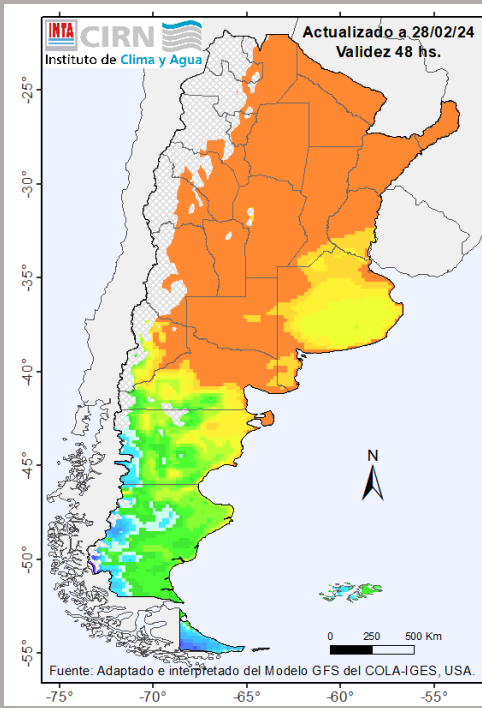 INTA CIRN
Instituto de Clima y Agua
Actualizado a 28/02/24
Validez 48 hs.
-25°
-30°
-35°
-40°
-45°
-50°
-55°
N
0 250 500 Km
Fuente: Adaptado e interpretado del Modelo GFS del COLA-IGES, USA.
-75° -70° -65° -60° -55°